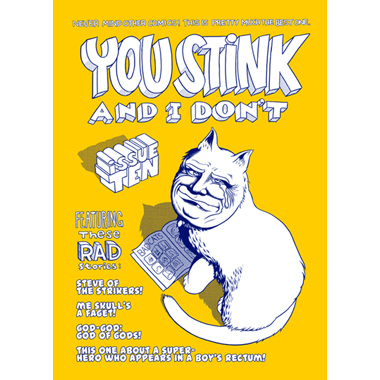 NEVER MIND OTHER COMICS! THIS IS PRETTY MUCH THE BEST ONE.
YOU STINK
AND I DON'T
ISSUE
TEN
FEATURING
These
RAD
Stories:
STEVE OF
THE STRIKERS!
ME SKULL'S
A FAGET!
GOD-GOD:
GOD OF GODS!
THIS ONE ABOUT A SUPER-
HERO WHO APPEARS IN A BOY'S RECTUM!